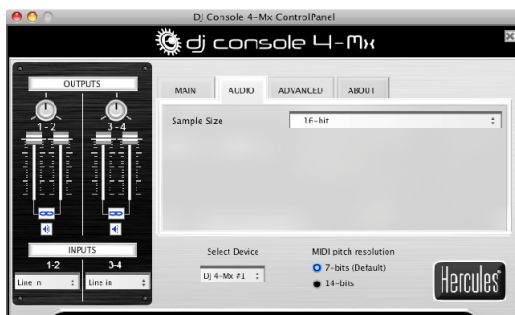 Dj Console 4-Mx ControlPanel
dj console 4-Mx
OUTPUTS
1-2
3-4
INPUTS
1-2
3-4
Line in
Line in
MAIN
AUDIO
ADVANCED
ABOUT
Sample Size
16-bit
Select Device
Dj 4-Mx #1
MIDI pitch resolution
7-bits (Default)
14-bits
Hercules